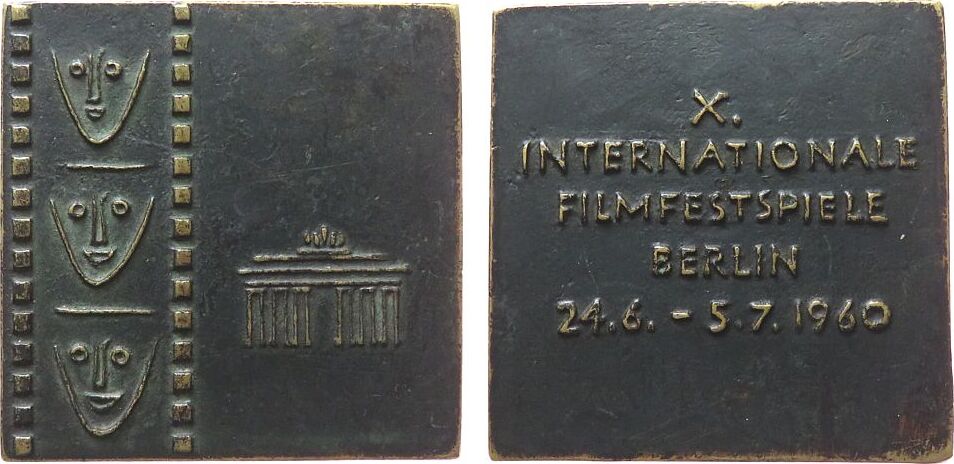 X.
INTERNATIONALE
FILMFESTSPIELE
BERLIN
24.6. - 5.7.1960